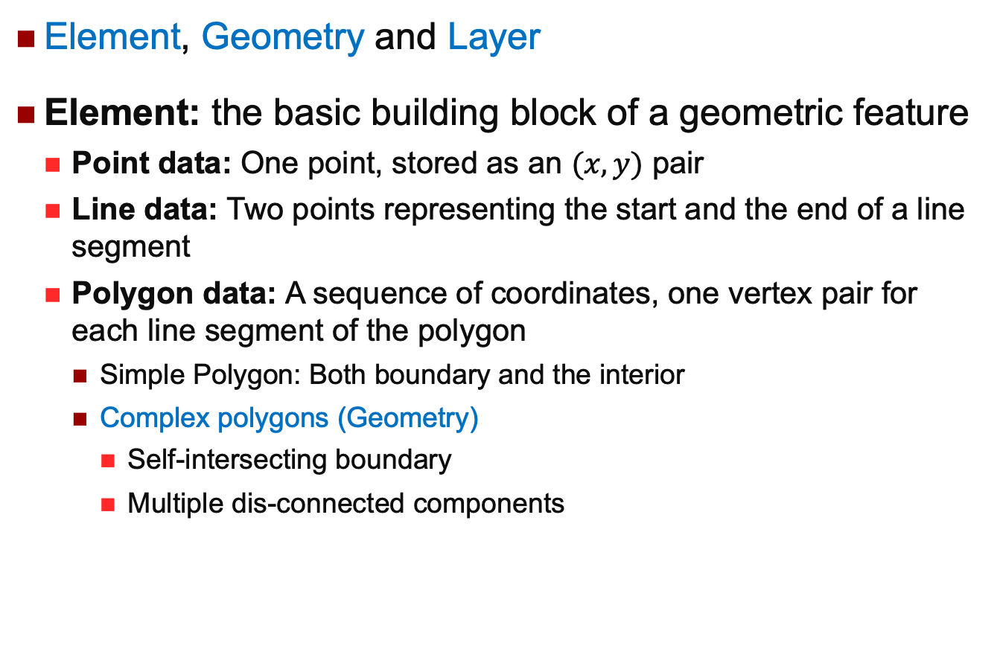 Element, Geometry and Layer
Element: the basic building block of a geometric feature
Point data: One point, stored as an (x, y) pair
Line data: Two points representing the start and the end of a line
segment
Polygon data: A sequence of coordinates, one vertex pair for
each line segment of the polygon
Simple Polygon: Both boundary and the interior
Complex polygons (Geometry)
Self-intersecting boundary
Multiple dis-connected components